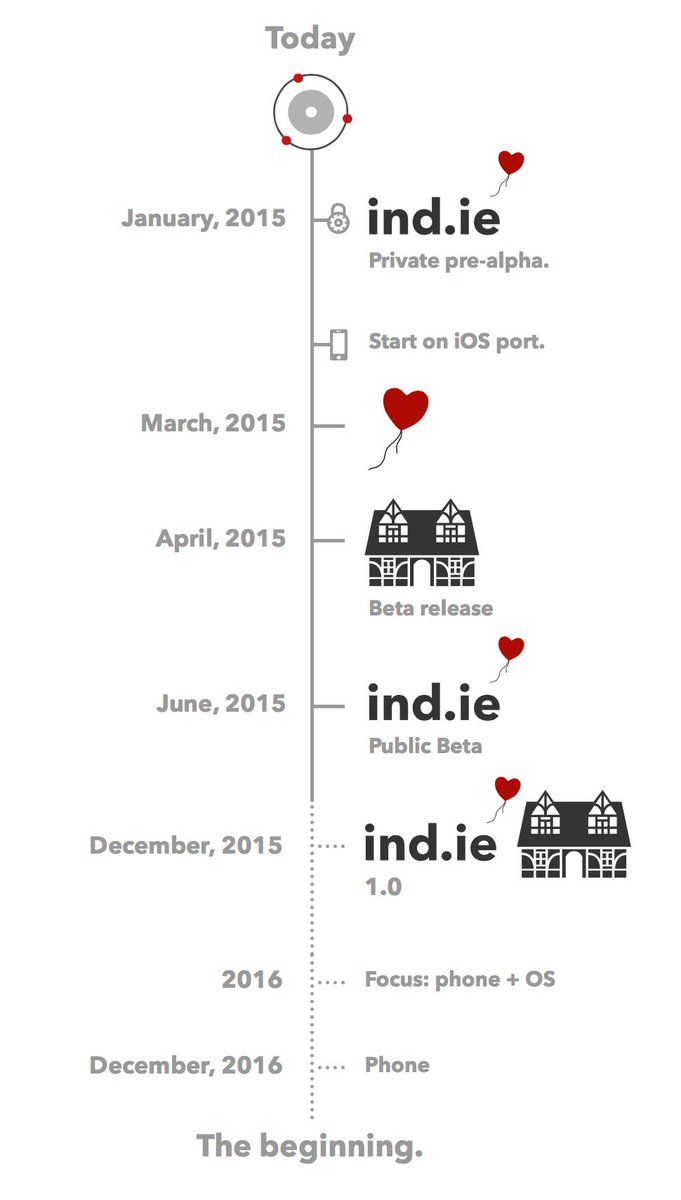 Today
January, 2015
ind.ie
Private pre-alpha.
Start on iOS port.
March, 2015
April, 2015
Beta release
June, 2015
ind.ie
Public Beta
December, 2015
ind.ie
1.0
2016
Focus: phone + OS
December, 2016
Phone
The beginning.